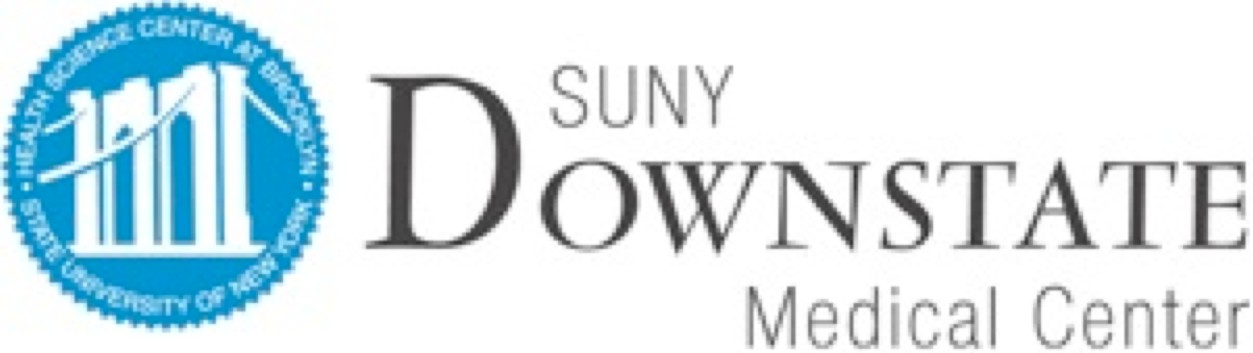 HEALTH SCIENCE CENTER AT BROOKLYN
STATE UNIVERSITY OF NEW YORK
SUNY
DOWNSTATE
Medical Center